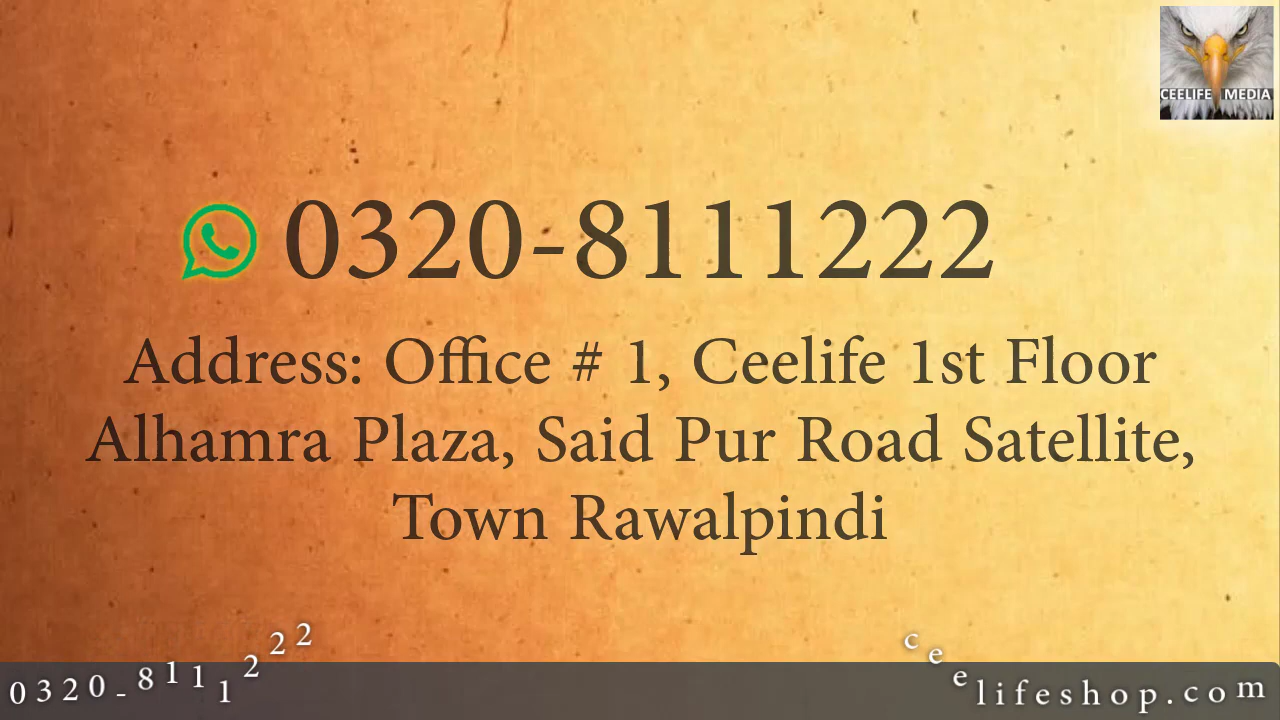 CEELIFE MEDIA
0320-8111222
Address: Office # 1, Ceelife 1st Floor
Alhamra Plaza, Said Pur Road Satellite,
Town Rawalpindi
0320-8111222
ceelifeshop.com